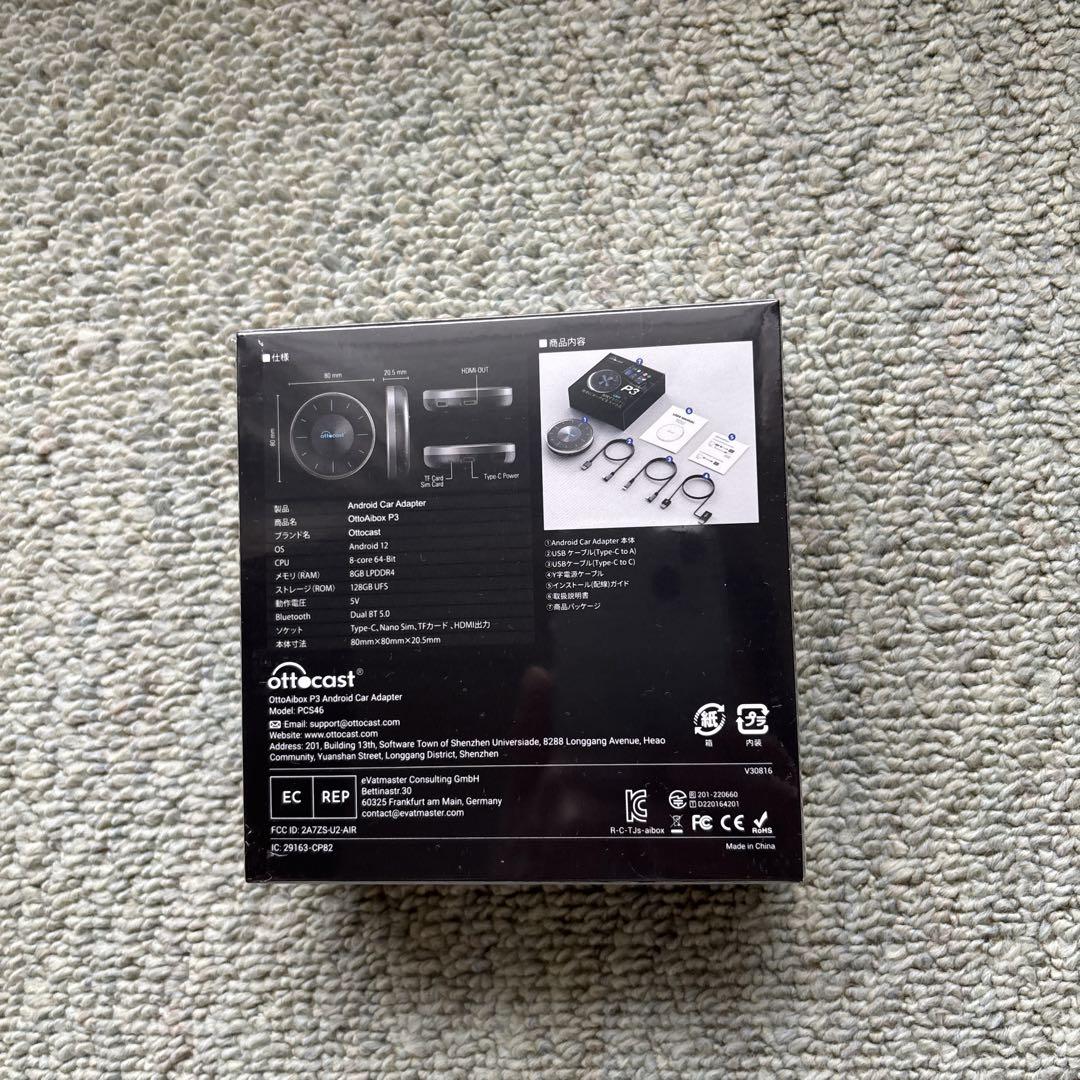 ■仕様
80 mm
20.5 mm
HDMI-OUT
80 mm
ottocast
TF Card
Sim Card
Type-C Power
製品 Android Car Adapter
商品名 OttoAibox P3
ブランド名 Ottocast
OS Android 12
CPU 8-core 64-Bit
メモリ(RAM) 8GB LPDDR4
ストレージ(ROM) 128GB UFS
動作電圧 5V
Bluetooth Dual BT 5.0
ソケット Type-C、Nano Sim、TFカード、HDMI出力
本体寸法 80mm×80mm×20.5mm
■商品内容
P3
①Android Car Adapter 本体
②USB ケーブル(Type-C to A)
③USBケーブル(Type-C to C)
④Y字電源ケーブル
⑤インストール(配線)ガイド
⑥取扱説明書
⑦商品パッケージ
ottocast®
OttoAibox P3 Android Car Adapter
Model: PCS46
Email: support@ottocast.com
Website: www.ottocast.com
Address: 201, Building 13th, Software Town of Shenzhen Universiade, 8288 Longgang Avenue, Heao
Community, Yuanshan Street, Longgang District, Shenzhen
紙
箱
プラ
内装
V30816
EC REP
eVatmaster Consulting GmbH
Bettinastr.30
60325 Frankfurt am Main, Germany
contact@evatmaster.com
FCC ID: 2A7ZS-U2-AIR
IC: 29163-CP82
R-C-TJs-aibox
R 201-220660
T D220164201
FC CE RoHS
Made in China